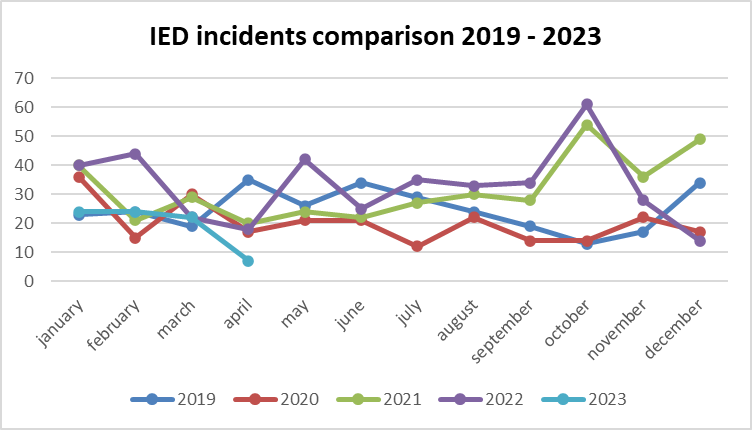 IED incidents comparison 2019 - 2023
70
60
50
40
30
20
10
0
january
february
march
april
may
june
july
august
september
october
november
december
2019
2020
2021
2022
2023